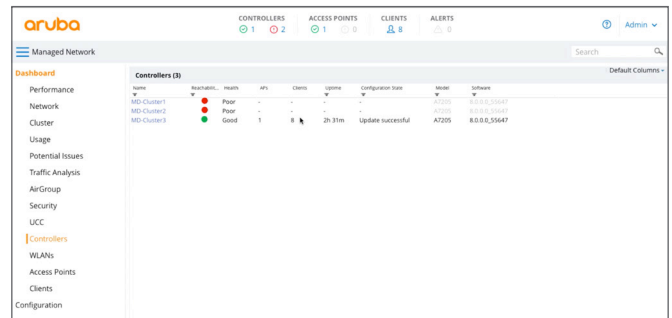 aruba
CONTROLLERS ACCESS POINTS CLIENTS ALERTS
1 2 1 0 8 0
Admin
Managed Network
Search
Dashboard
Performance
Network
Cluster
Usage
Potential Issues
Traffic Analysis
AirGroup
Security
UCC
Controllers
WLANs
Access Points
Clients
Configuration
Controllers (3)
Default Columns
Name Reachabilit... Health APs Clients Uptime Configuration State Model Software
MD-Cluster1 Poor - - - - A7205 8.0.0.0_55647
MD-Cluster2 Poor - - - - A7205 8.0.0.0_55647
MD-Cluster3 Good 1 8 2h 31m Update successful A7205 8.0.0.0_55647